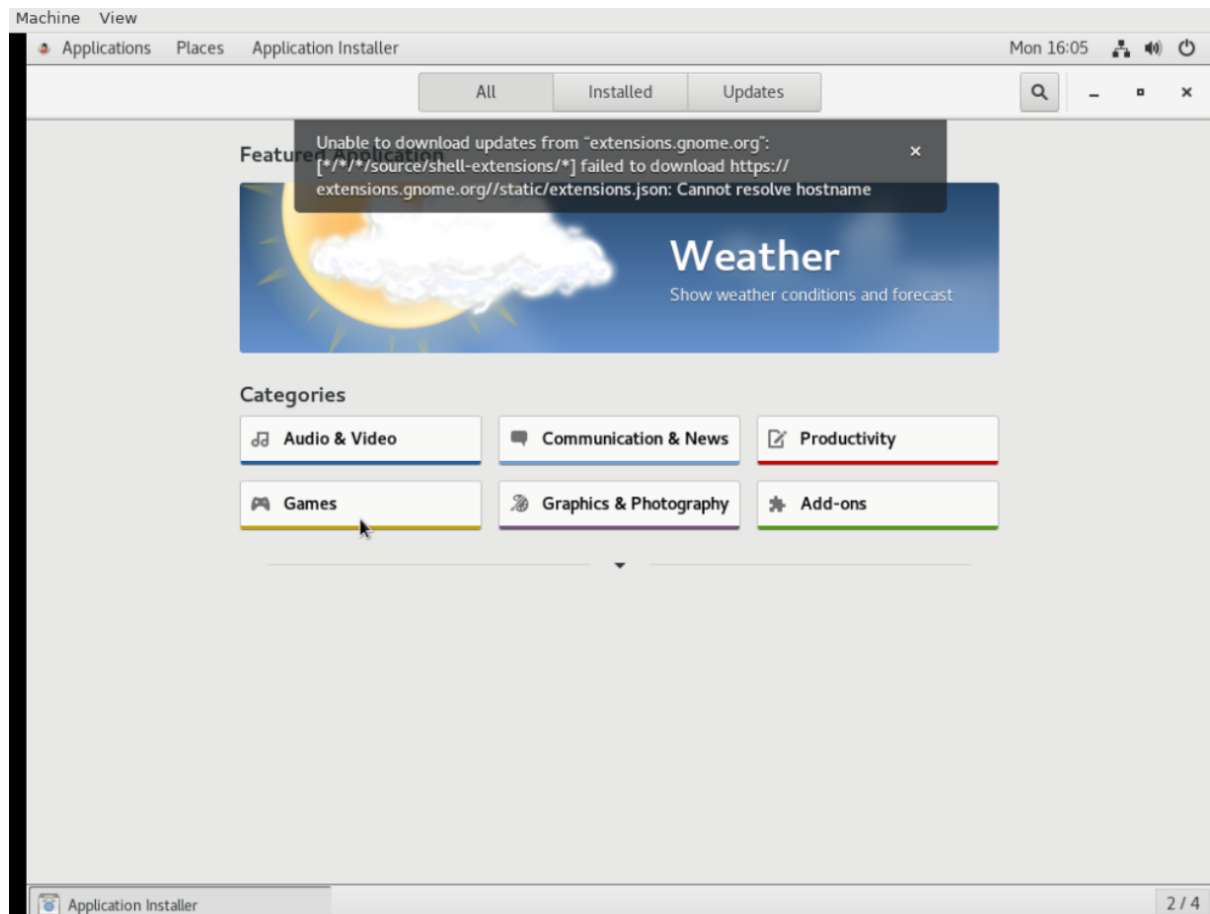 Machine View
Applications Places Application Installer Mon 16:05
All Installed Updates
Featured Application
Unable to download updates from “extensions.gnome.org”:
[*/*/*/source/shell-extensions/*] failed to download https://
extensions.gnome.org//static/extensions.json: Cannot resolve hostname
Weather
Show weather conditions and forecast
Categories
Audio & Video Communication & News Productivity
Games Graphics & Photography Add-ons
Application Installer 2 / 4